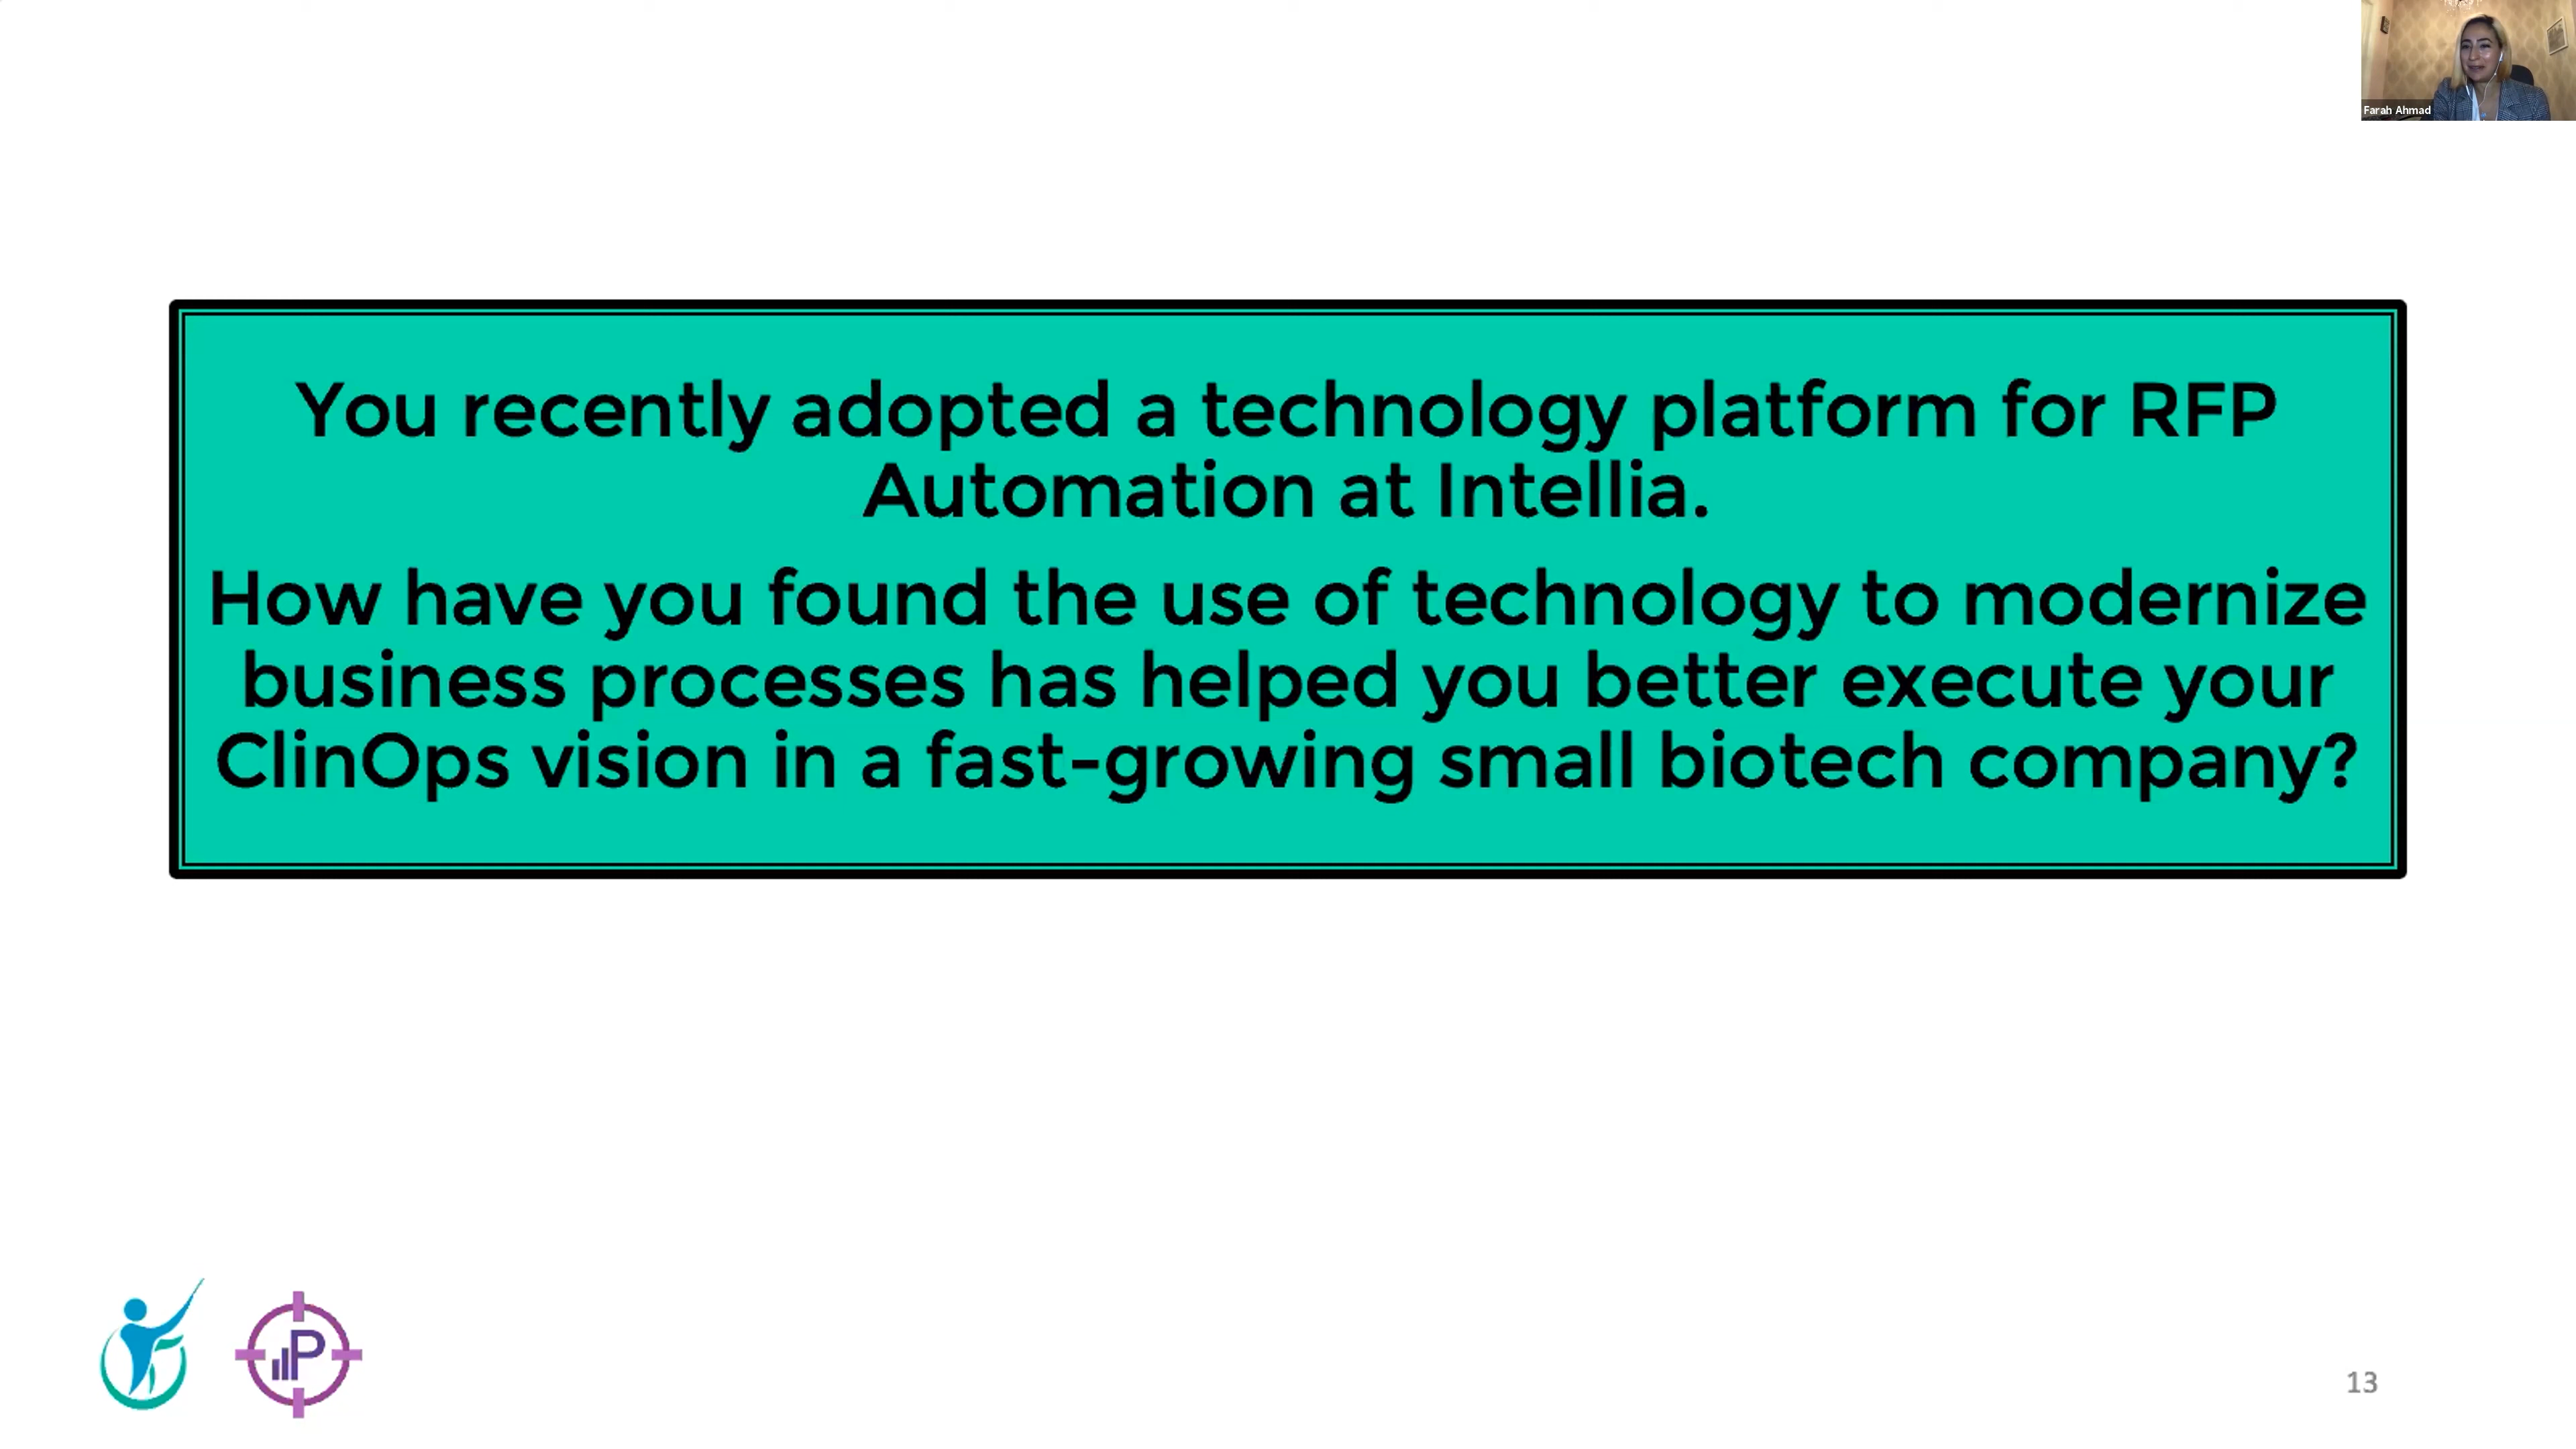 Farah Ahmad
You recently adopted a technology platform for RFP
Automation at Intellia.
How have you found the use of technology to modernize
business processes has helped you better execute your
ClinOps vision in a fast-growing small biotech company?
P
13